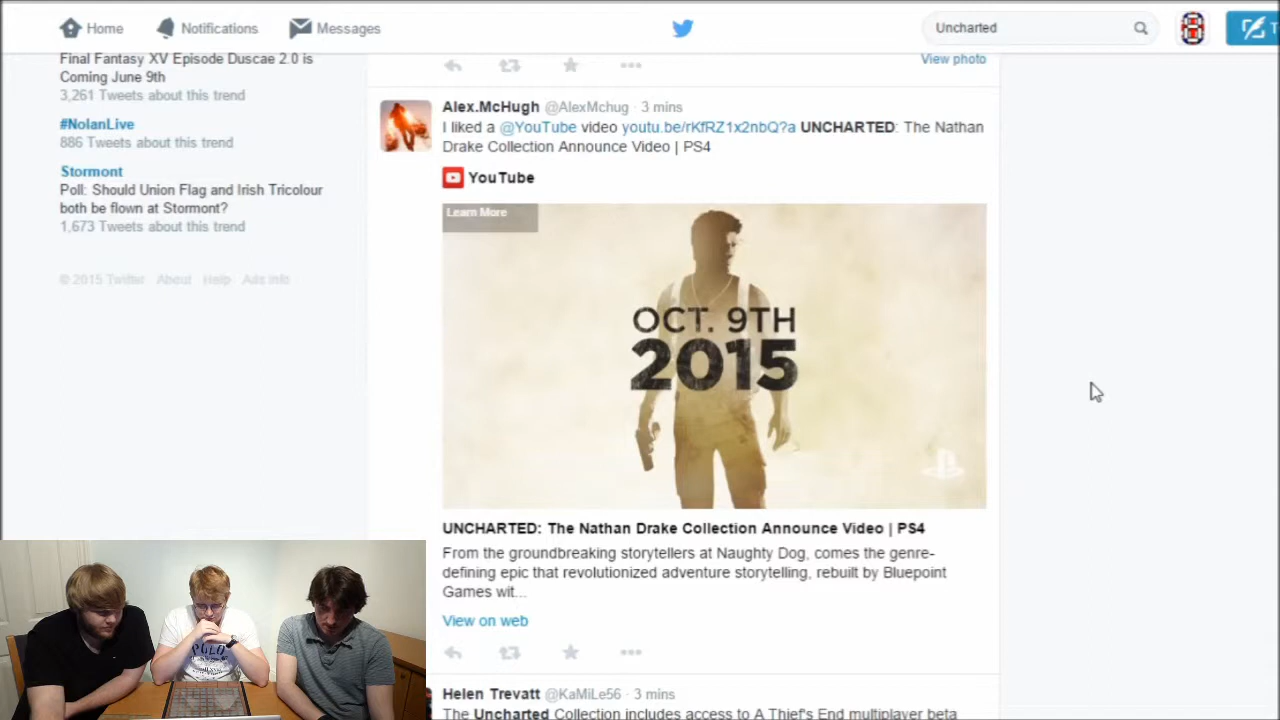 Home Notifications Messages
Uncharted
Final Fantasy XV Episode Duscae 2.0 is
Coming June 9th
3,261 Tweets about this trend
#NolanLive
886 Tweets about this trend
Stormont
Poll: Should Union Flag and Irish Tricolour
both be flown at Stormont?
1,673 Tweets about this trend
© 2015 Twitter About Help Ads info
View photo
Alex.McHugh @AlexMchug · 3 mins
I liked a @YouTube video youtu.be/rKfRZ1x2nbQ?a UNCHARTED: The Nathan
Drake Collection Announce Video | PS4
YouTube
Learn More
OCT. 9TH
2015
UNCHARTED: The Nathan Drake Collection Announce Video | PS4
From the groundbreaking storytellers at Naughty Dog, comes the genre-
defining epic that revolutionized adventure storytelling, rebuilt by Bluepoint
Games wit...
View on web
Helen Trevatt @KaMiLe56 · 3 mins
The Uncharted Collection includes access to A Thief's End multiplayer beta
POLO